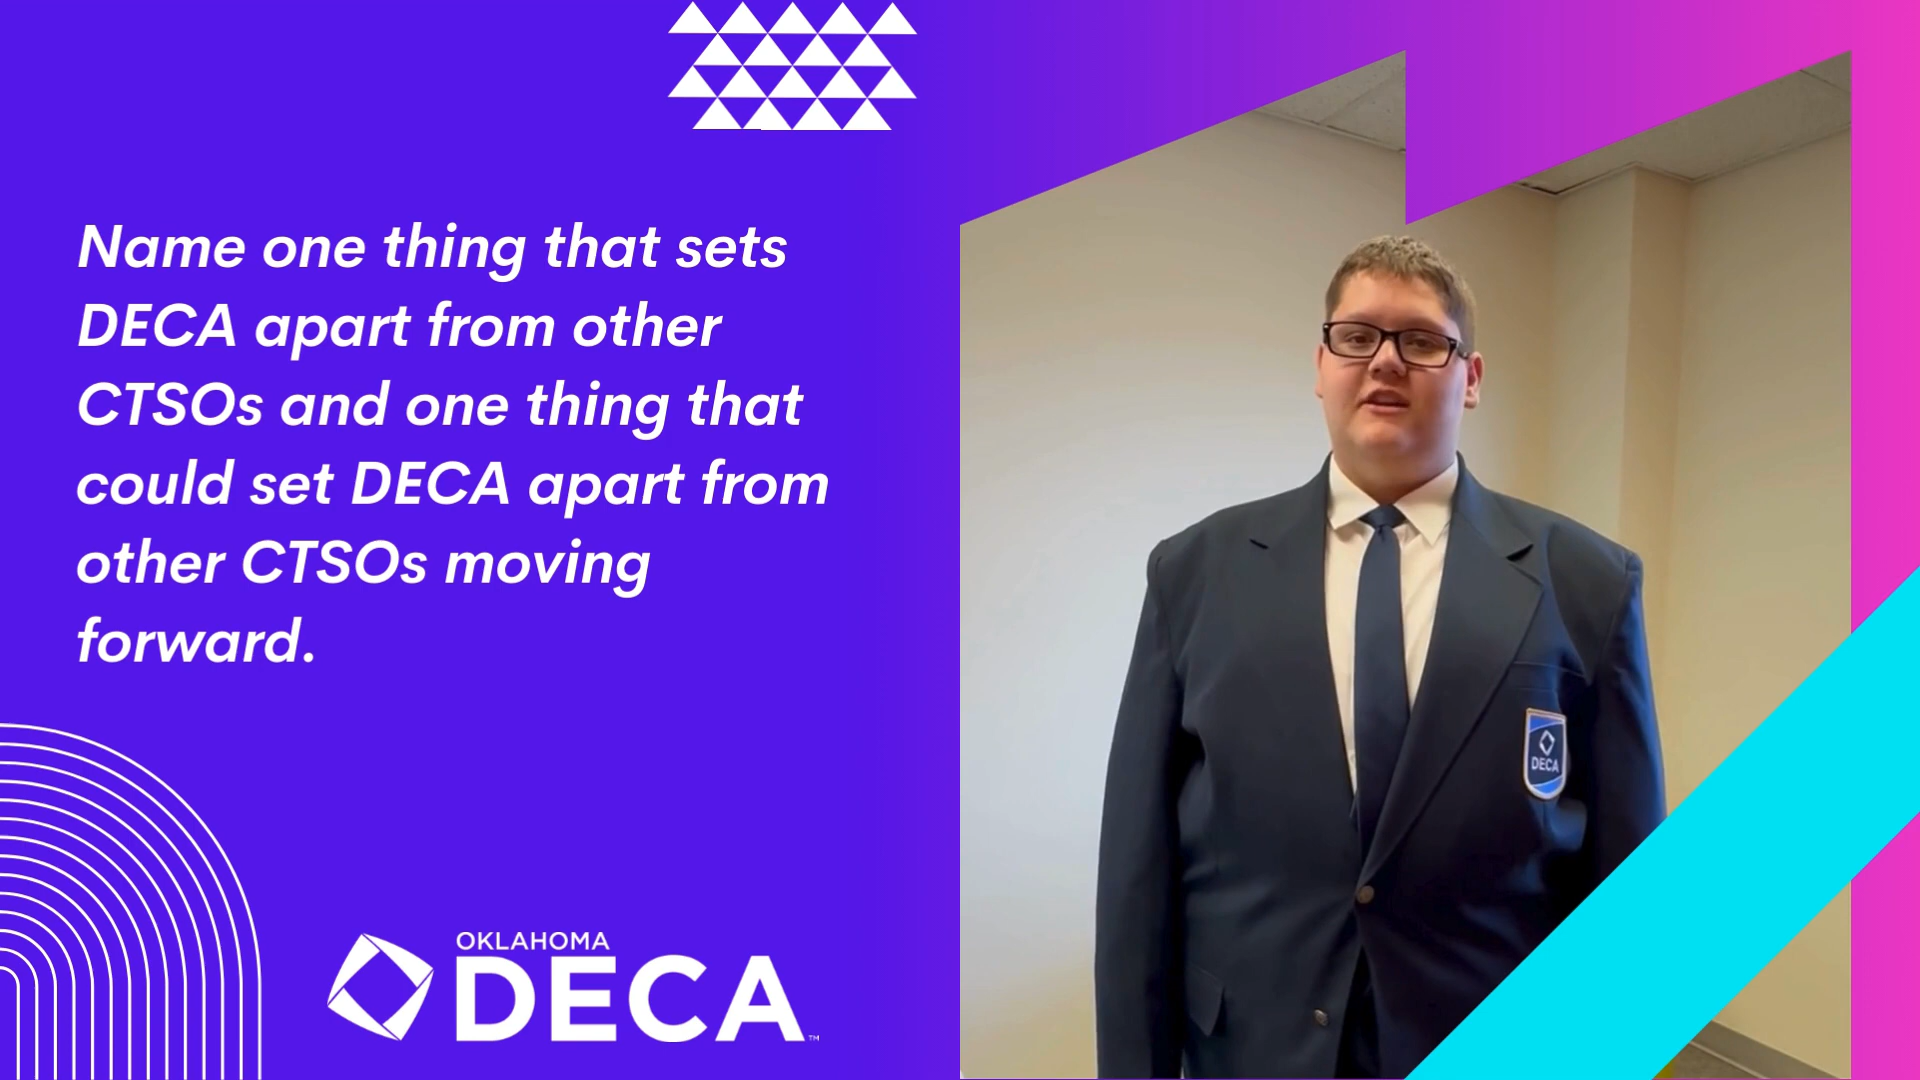 Name one thing that sets
DECA apart from other
CTSOs and one thing that
could set DECA apart from
other CTSOs moving
forward.
DECA
OKLAHOMA
DECA™